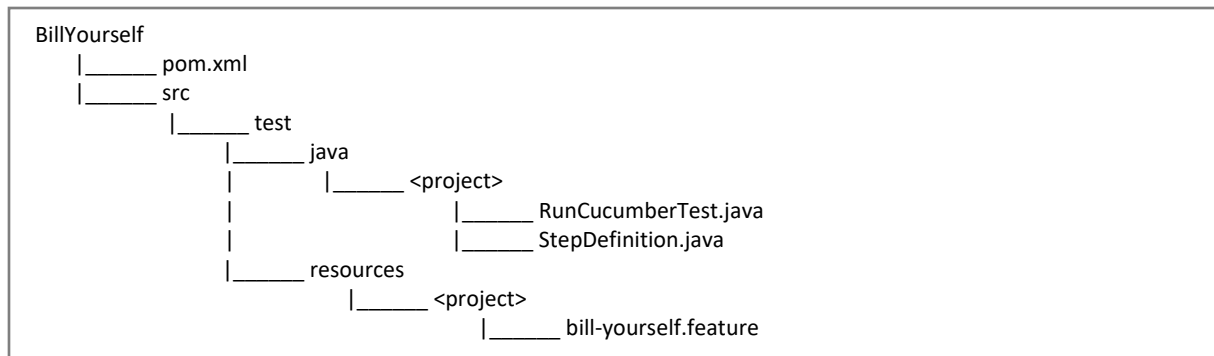 BillYourself
|______ pom.xml
|______ src
|______ test
|______ java
| |______ <project>
| |______ RunCucumberTest.java
| |______ StepDefinition.java
|______ resources
|______ <project>
|______ bill-yourself.feature